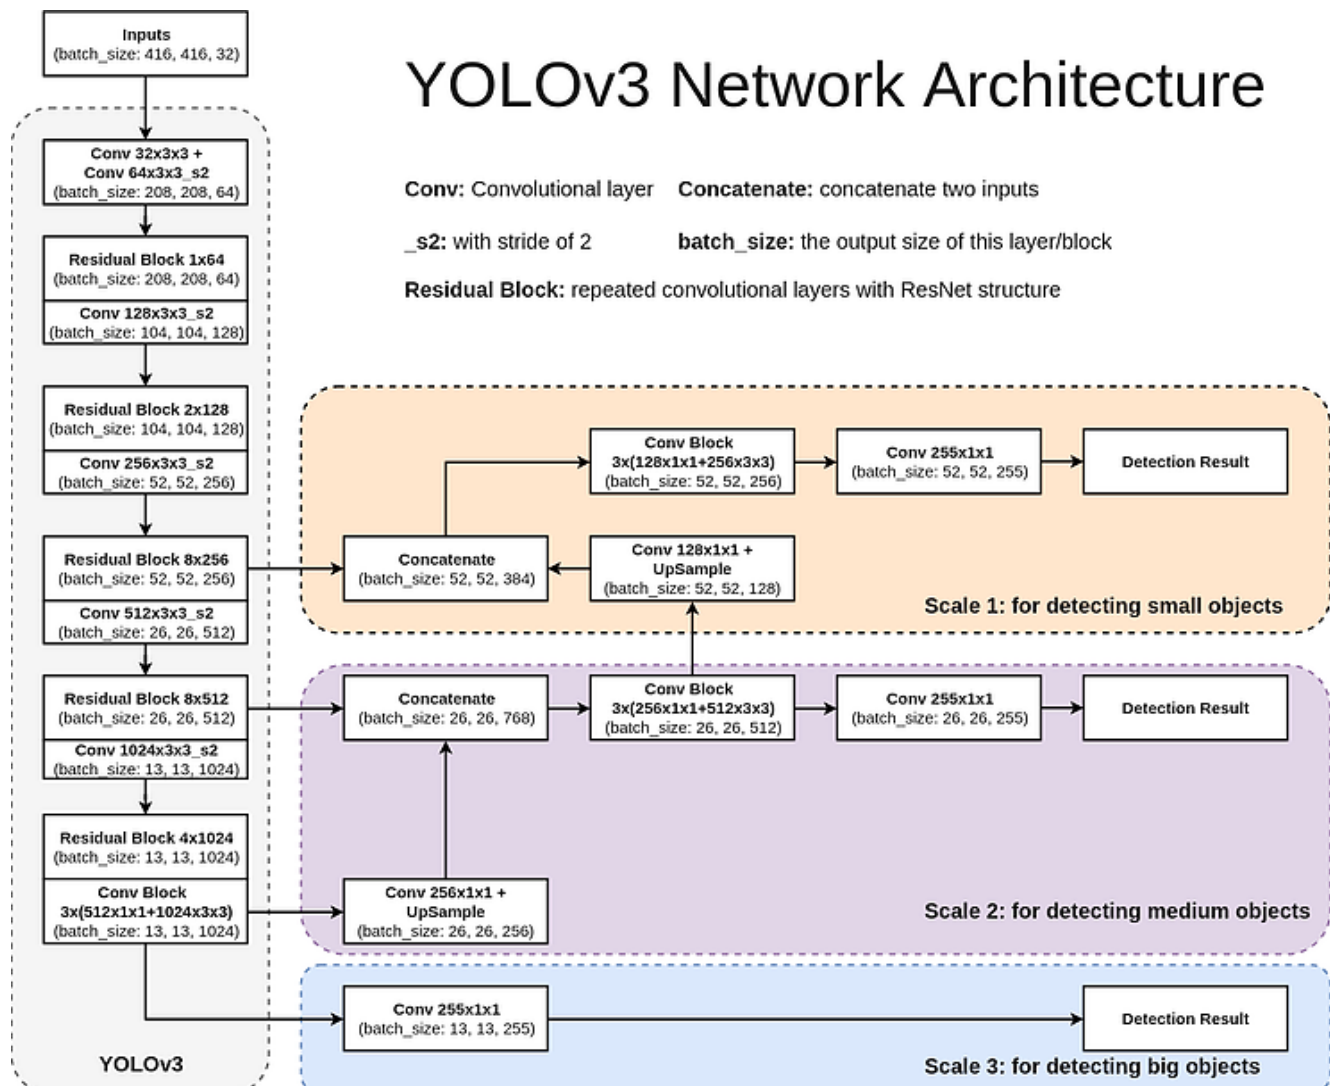 Inputs
(batch_size: 416, 416, 32)
YOLOv3 Network Architecture
Conv: Convolutional layer
Concatenate: concatenate two inputs
_s2: with stride of 2
batch_size: the output size of this layer/block
Residual Block: repeated convolutional layers with ResNet structure
Conv 32x3x3 +
Conv 64x3x3_s2
(batch_size: 208, 208, 64)
Residual Block 1x64
(batch_size: 208, 208, 64)
Conv 128x3x3_s2
(batch_size: 104, 104, 128)
Residual Block 2x128
(batch_size: 104, 104, 128)
Conv 256x3x3_s2
(batch_size: 52, 52, 256)
Residual Block 8x256
(batch_size: 52, 52, 256)
Conv 512x3x3_s2
(batch_size: 26, 26, 512)
Residual Block 8x512
(batch_size: 26, 26, 512)
Conv 1024x3x3_s2
(batch_size: 13, 13, 1024)
Residual Block 4x1024
(batch_size: 13, 13, 1024)
Conv Block
3x(512x1x1+1024x3x3)
(batch_size: 13, 13, 1024)
YOLOv3
Conv Block
3x(128x1x1+256x3x3)
(batch_size: 52, 52, 256)
Conv 255x1x1
(batch_size: 52, 52, 255)
Detection Result
Concatenate
(batch_size: 52, 52, 384)
Conv 128x1x1 +
UpSample
(batch_size: 52, 52, 128)
Scale 1: for detecting small objects
Concatenate
(batch_size: 26, 26, 768)
Conv Block
3x(256x1x1+512x3x3)
(batch_size: 26, 26, 512)
Conv 255x1x1
(batch_size: 26, 26, 255)
Detection Result
Conv 256x1x1 +
UpSample
(batch_size: 26, 26, 256)
Scale 2: for detecting medium objects
Conv 255x1x1
(batch_size: 13, 13, 255)
Detection Result
Scale 3: for detecting big objects